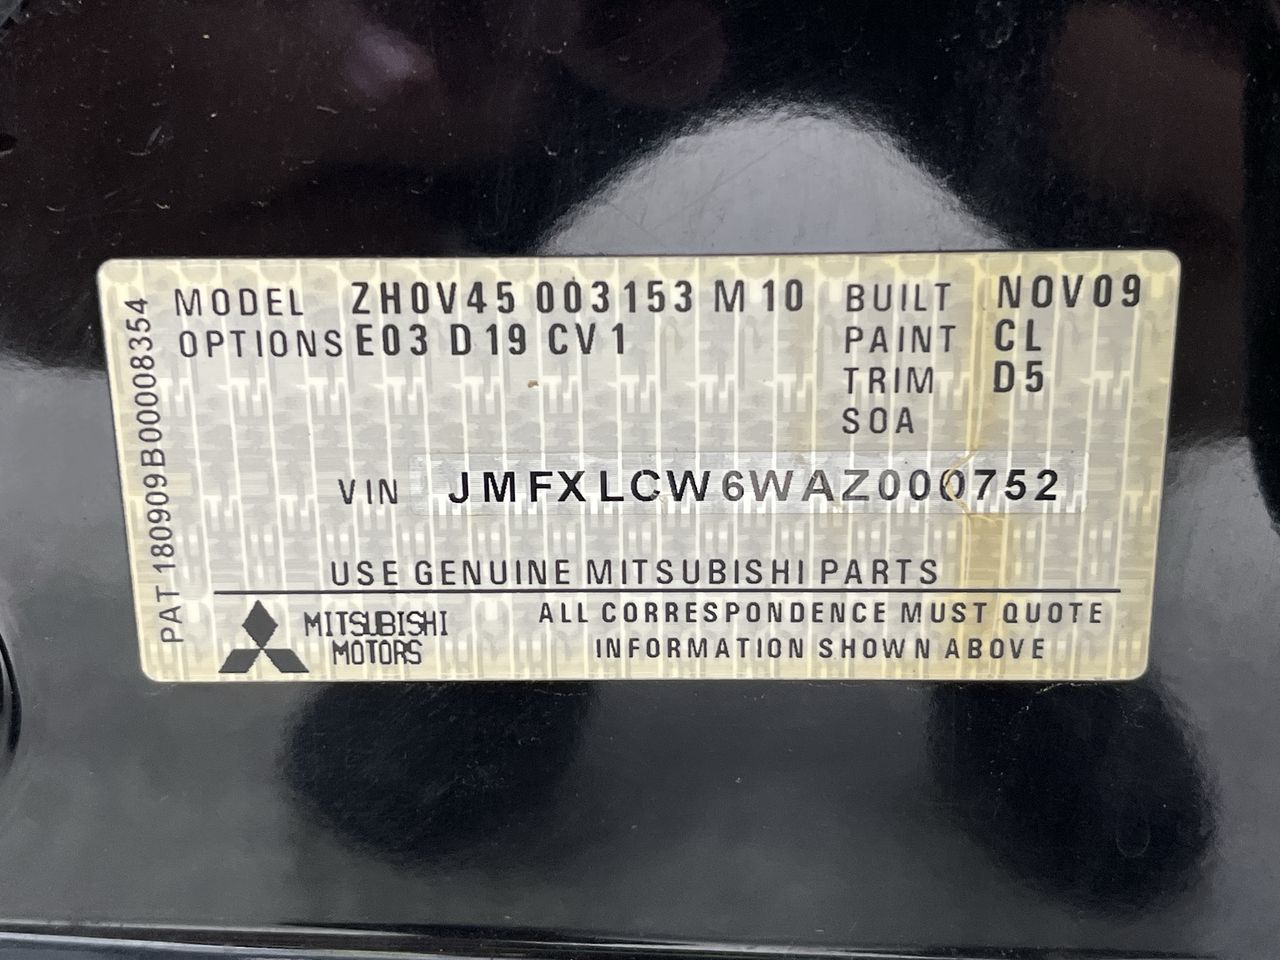 PAT 180909B00008354
MODEL ZH0V45 003153 M10 BUILT NOV09
OPTIONS E03 D19 CV1 PAINT CL
TRIM D5
SOA
VIN JMFXLCW6WAZ000752
USE GENUINE MITSUBISHI PARTS
MITSUBISHI MOTORS
ALL CORRESPONDENCE MUST QUOTE
INFORMATION SHOWN ABOVE